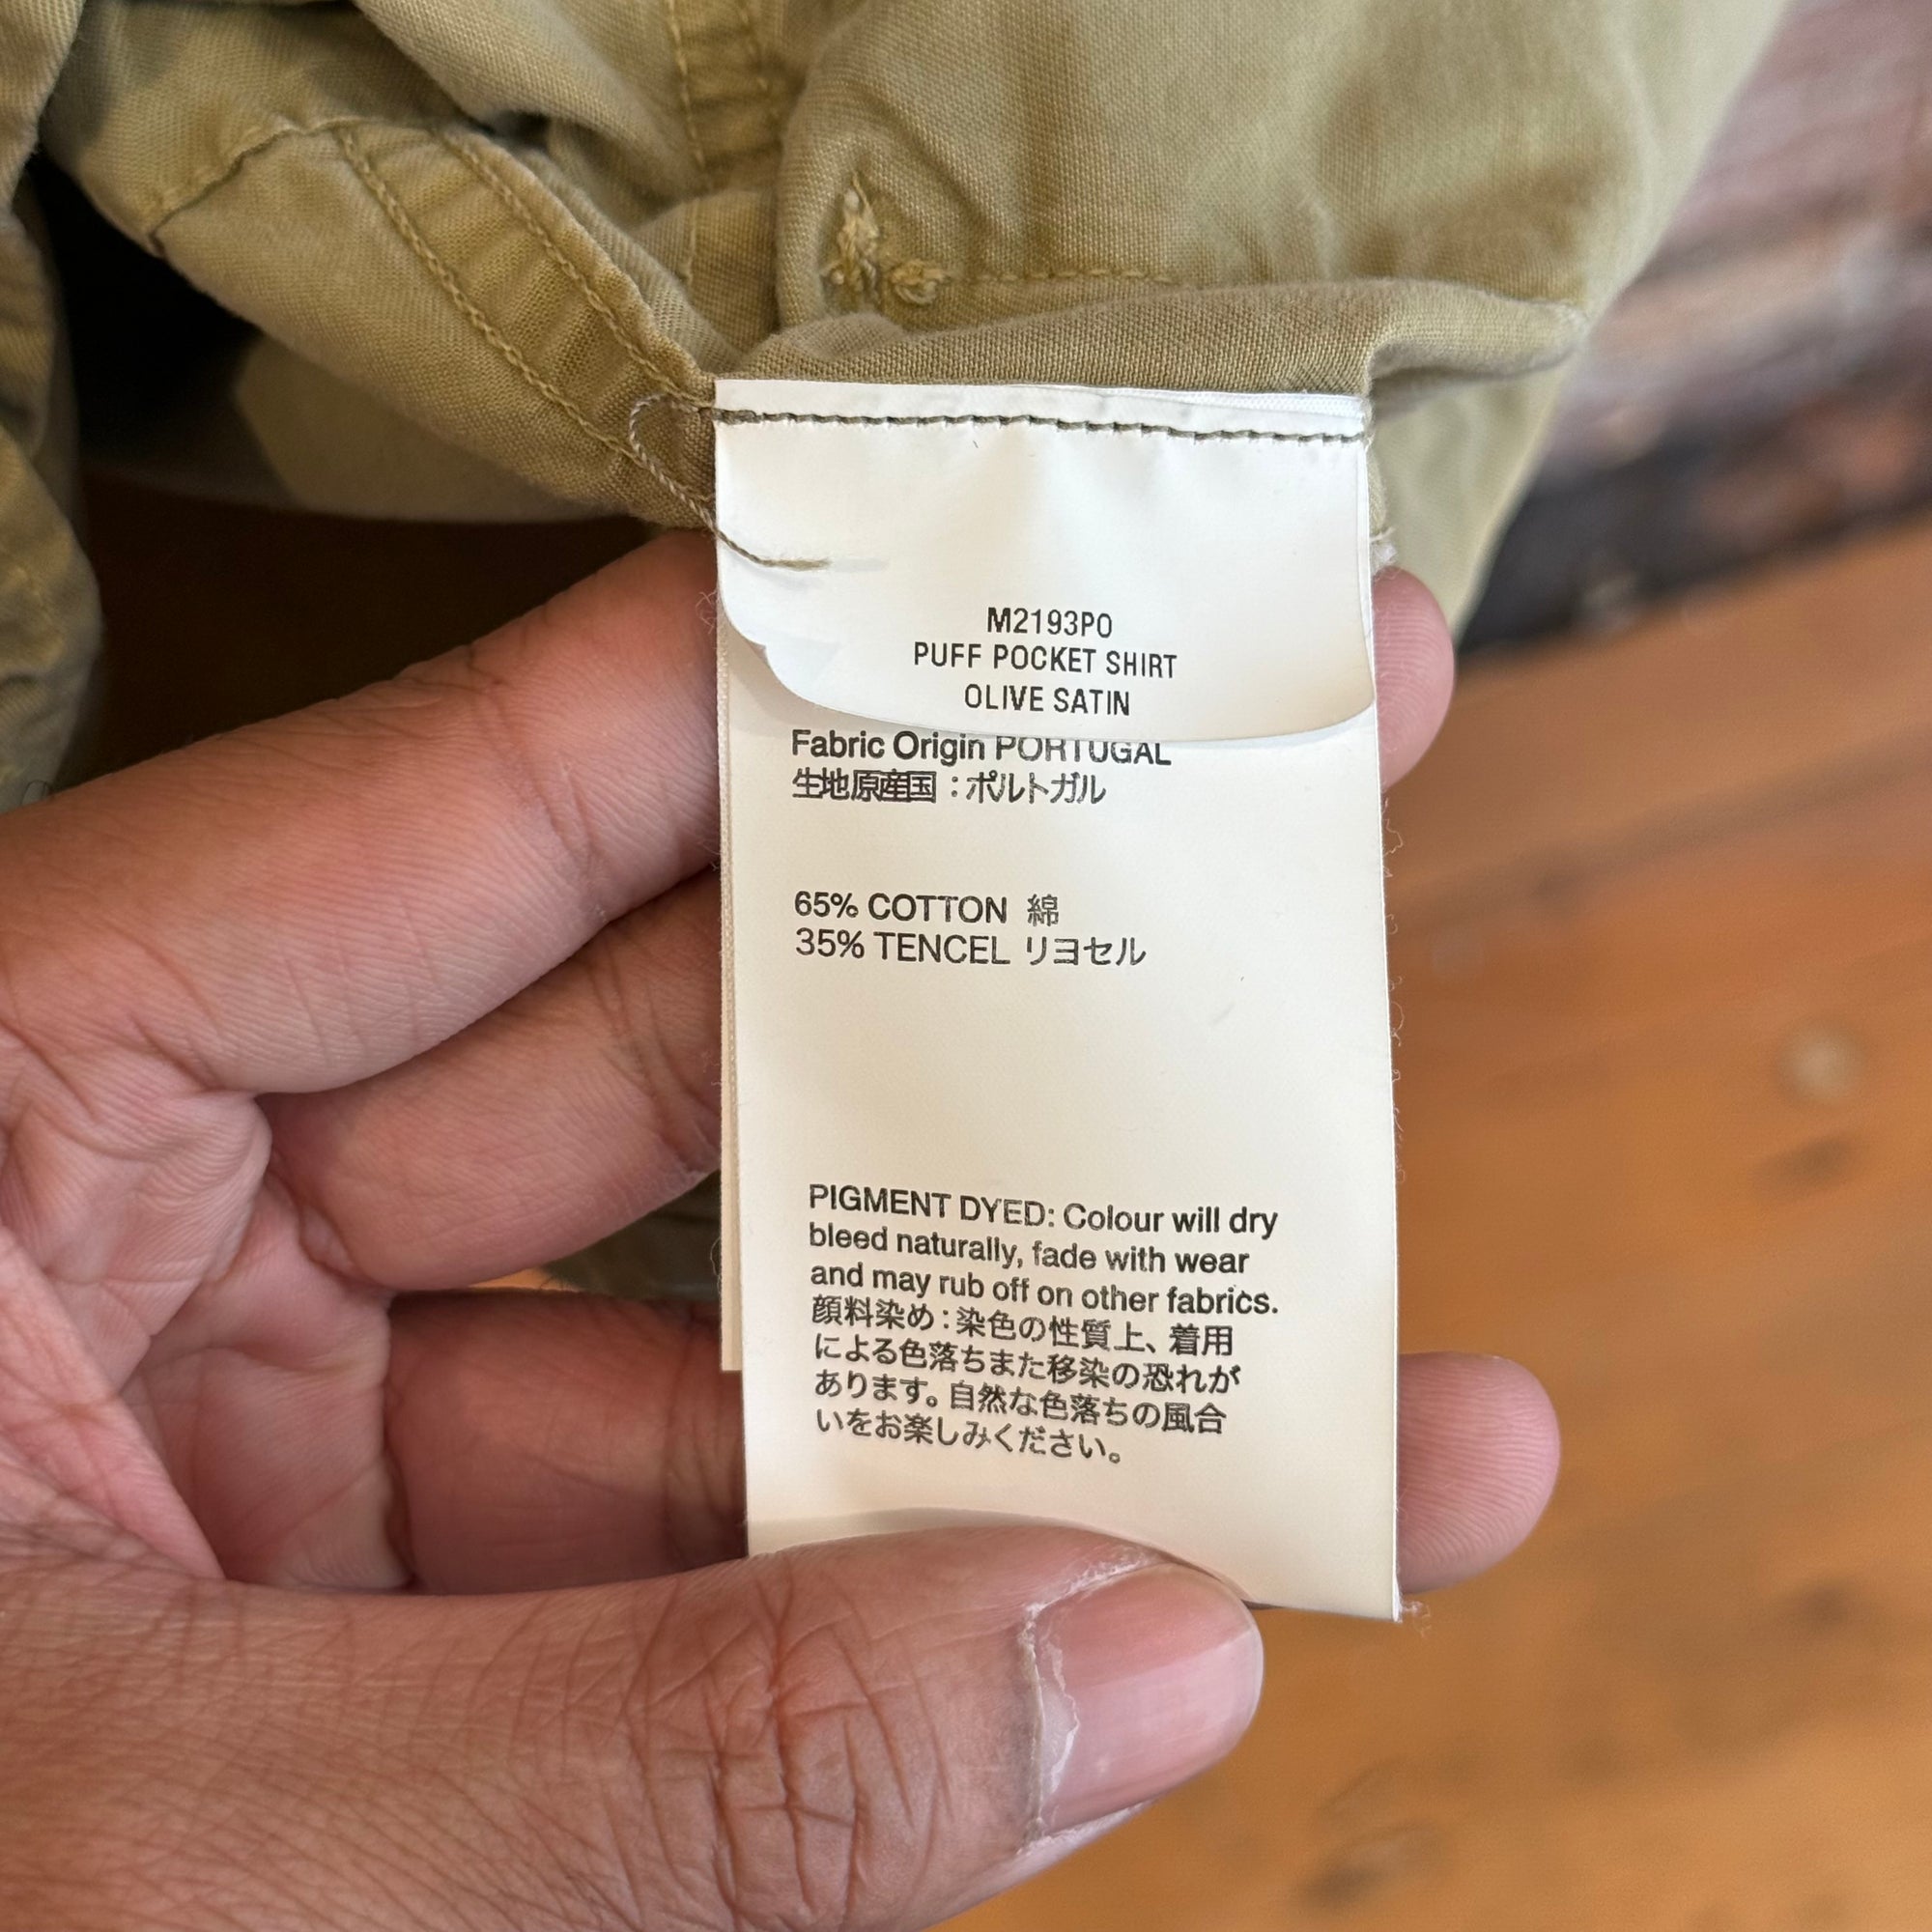 M2193PO
PUFF POCKET SHIRT
OLIVE SATIN
Fabric Origin PORTUGAL
生地原産国：ポルトガル
65% COTTON 綿
35% TENCEL リヨセル
PIGMENT DYED: Colour will dry
bleed naturally, fade with wear
and may rub off on other fabrics.
顔料染め：染色の性質上、着用
による色落ちまた移染の恐れが
あります。自然な色落ちの風合
いをお楽しみください。